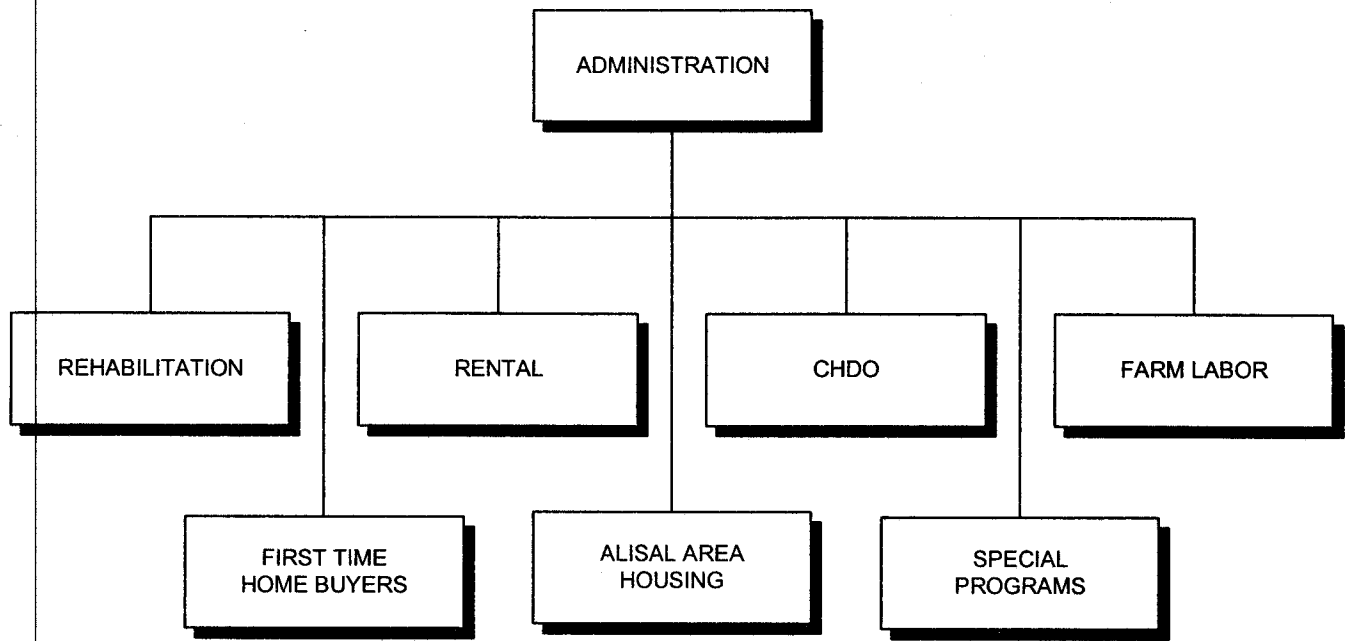 ADMINISTRATION
REHABILITATION
RENTAL
CHDO
FARM LABOR
FIRST TIME
HOME BUYERS
ALISAL AREA
HOUSING
SPECIAL
PROGRAMS